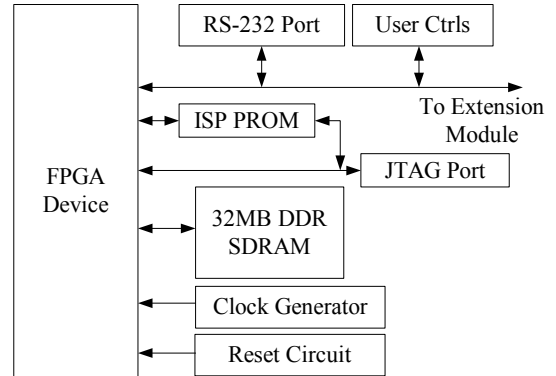 RS-232 Port
User Ctrls
To Extension
Module
ISP PROM
JTAG Port
FPGA
Device
32MB DDR
SDRAM
Clock Generator
Reset Circuit